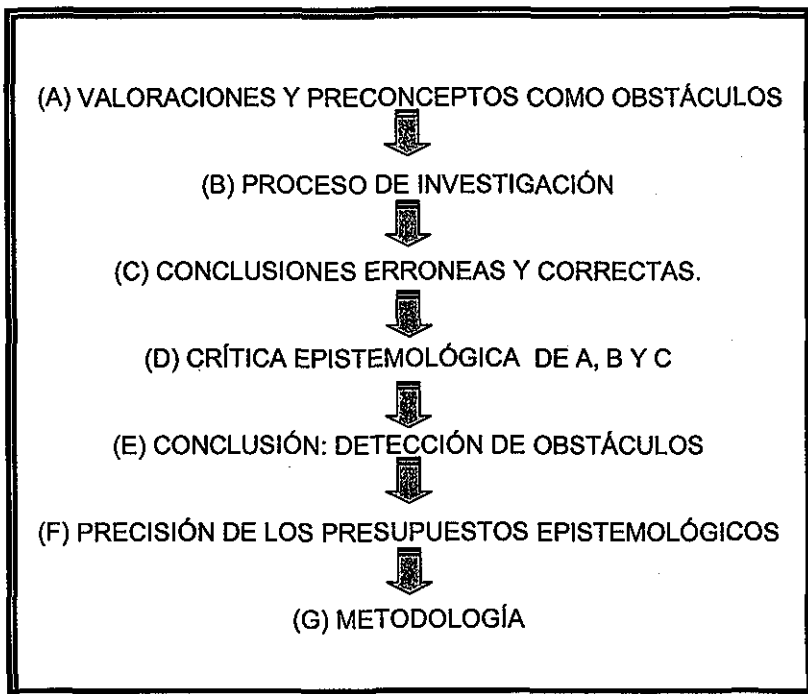 (A) VALORACIONES Y PRECONCEPTOS COMO OBSTÁCULOS
(B) PROCESO DE INVESTIGACIÓN
(C) CONCLUSIONES ERRONEAS Y CORRECTAS.
(D) CRÍTICA EPISTEMOLÓGICA DE A, B Y C
(E) CONCLUSIÓN: DETECCIÓN DE OBSTÁCULOS
(F) PRECISIÓN DE LOS PRESUPUESTOS EPISTEMOLÓGICOS
(G) METODOLOGÍA